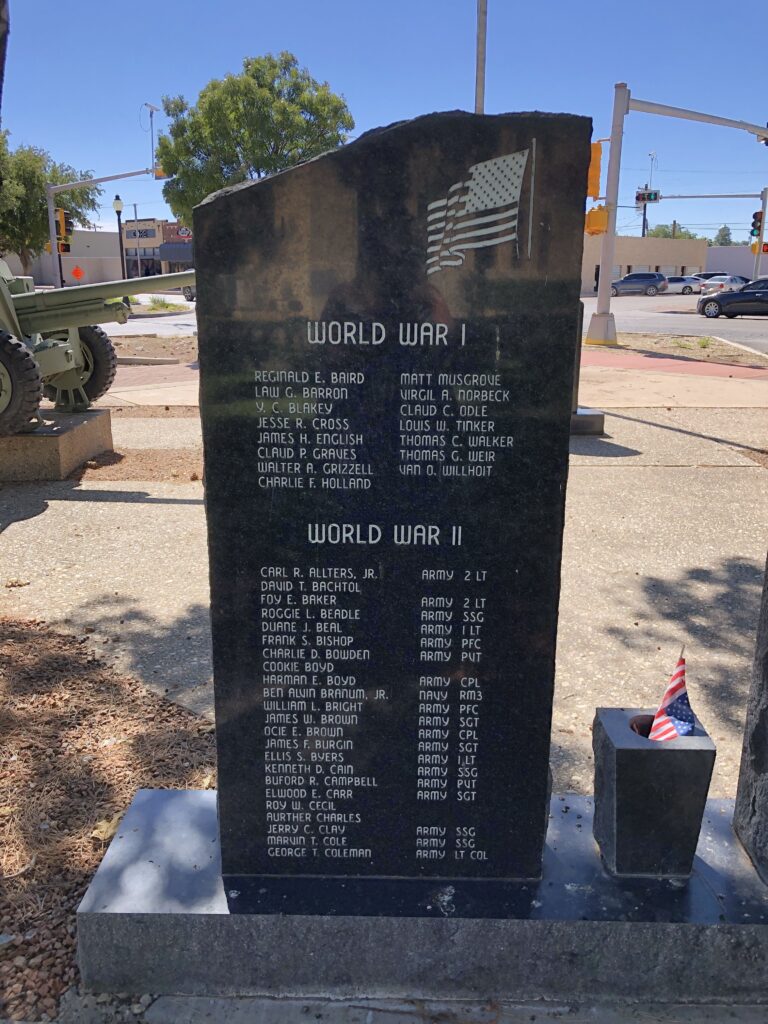 WORLD WAR I
REGINALD E. BAIRD MATT MUSGROVE
LAW G. BARRON VIRGIL A. NORBECK
Y. C. BLAKEY CLAUD C. ODLE
JESSE R. CROSS LOUIS W. TINKER
JAMES H. ENGLISH THOMAS C. WALKER
CLAUD P. GRAVES THOMAS G. WEIR
WALTER A. GRIZZELL VAN O. WILLHOIT
CHARLIE F. HOLLAND
WORLD WAR II
CARL R. ALLTERS, JR. ARMY 2 LT
DAVID T. BACHTOL
FOY E. BAKER ARMY 2 LT
ROGGIE L. BEADLE ARMY SSG
DUANE J. BEAL ARMY 1 LT
FRANK S. BISHOP ARMY PFC
CHARLIE D. BOWDEN ARMY PVT
COOKIE BOYD
HARMAN E. BOYD ARMY CPL
BEN ALVIN BRANUM, JR. NAVY RM3
WILLIAM L. BRIGHT ARMY PFC
JAMES W. BROWN ARMY SGT
OCIE E. BROWN ARMY CPL
JAMES F. BURGIN ARMY SGT
ELLIS S. BYERS ARMY 1 LT
KENNETH D. CAIN ARMY SSG
BUFORD R. CAMPBELL ARMY PVT
ELWOOD E. CARR ARMY SGT
ROY W. CECIL
AURTHER CHARLES
JERRY C. CLAY ARMY SSG
MARVIN T. COLE ARMY SSG
GEORGE T. COLEMAN ARMY LT COL